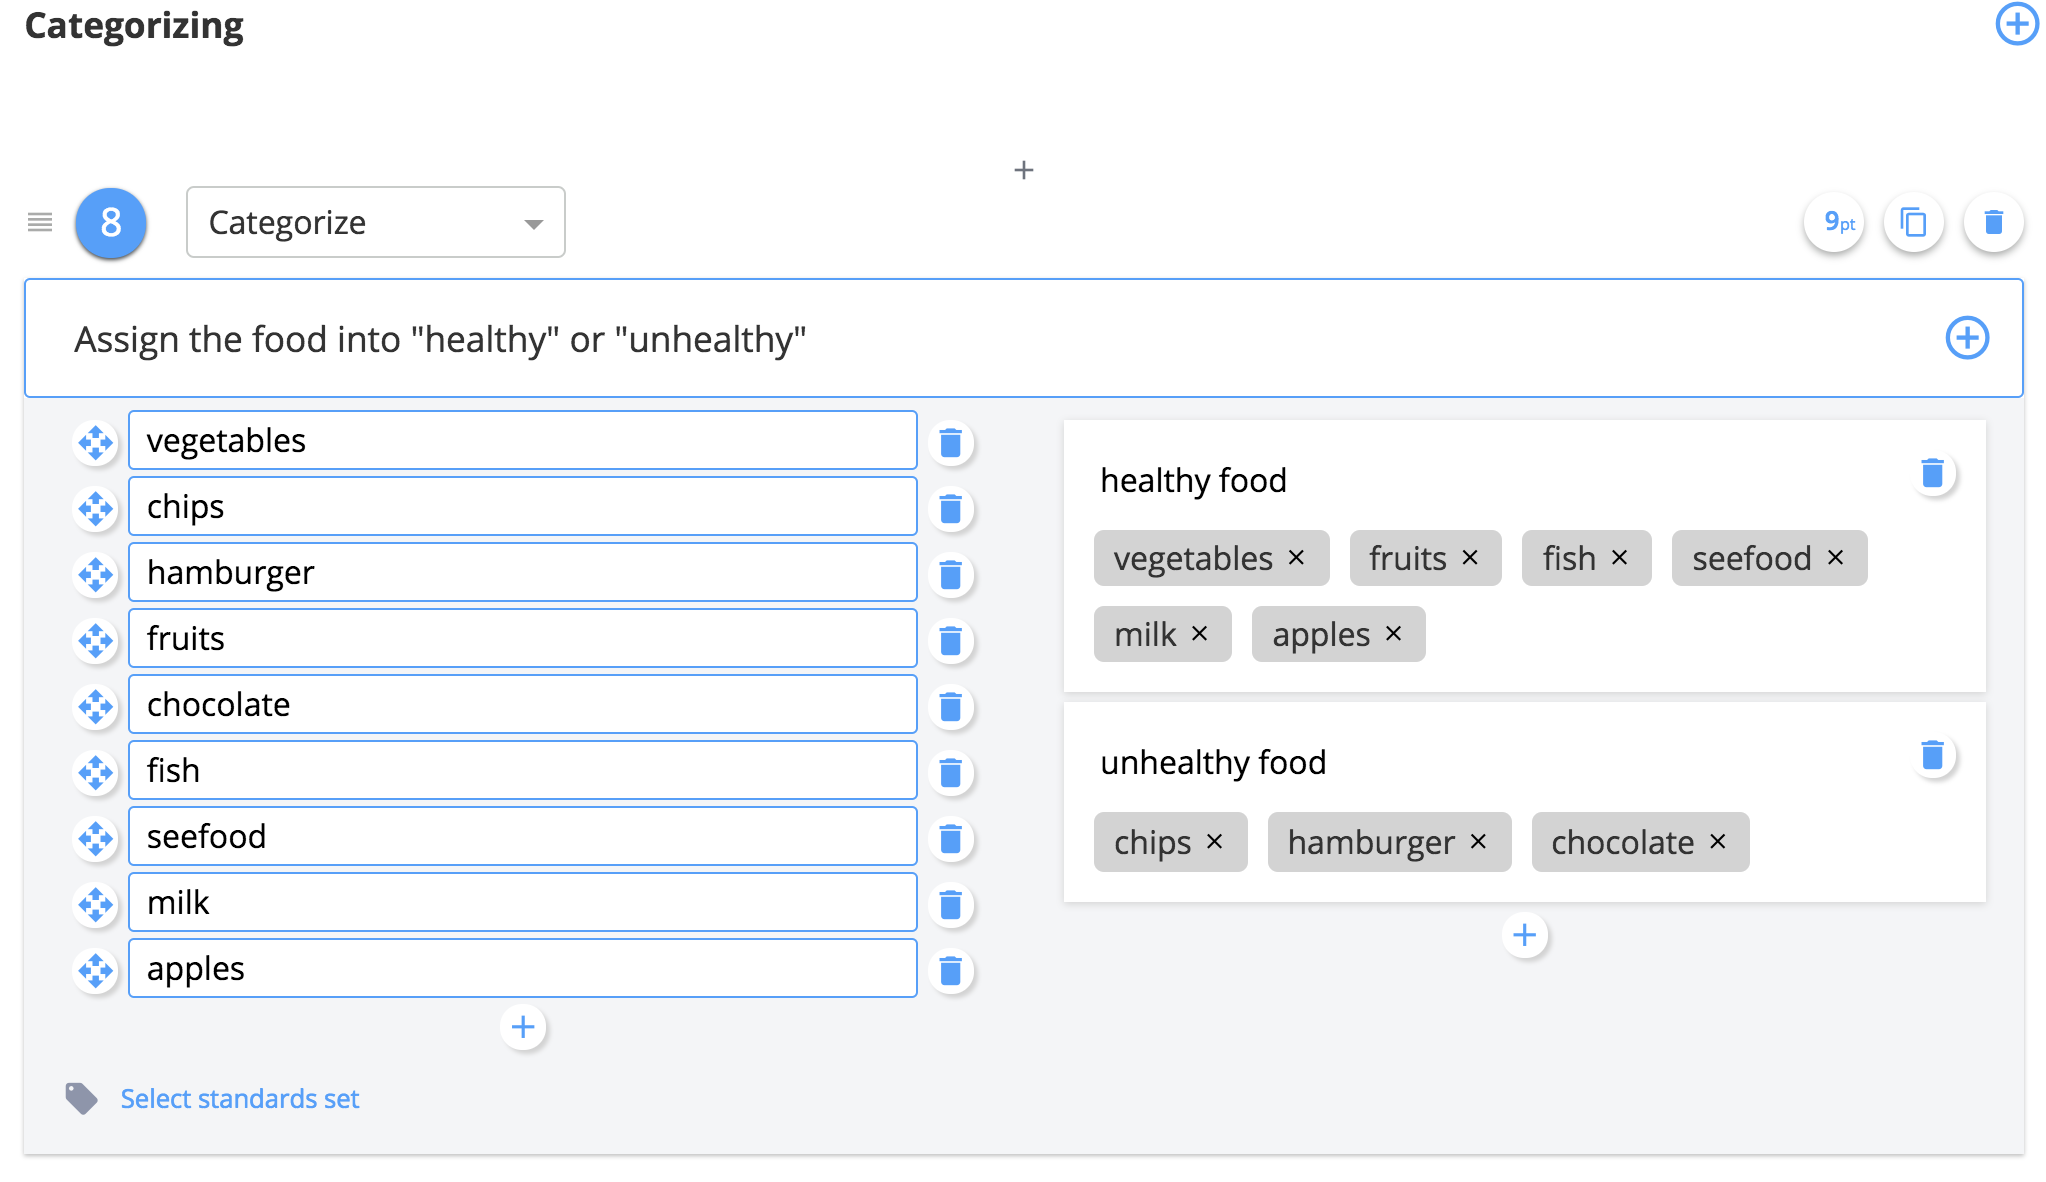 Categorizing
8 Categorize 9pt
Assign the food into "healthy" or "unhealthy"
vegetables
chips
hamburger
fruits
chocolate
fish
seefood
milk
apples
Select standards set
healthy food
vegetables × fruits × fish × seefood ×
milk × apples ×
unhealthy food
chips × hamburger × chocolate ×